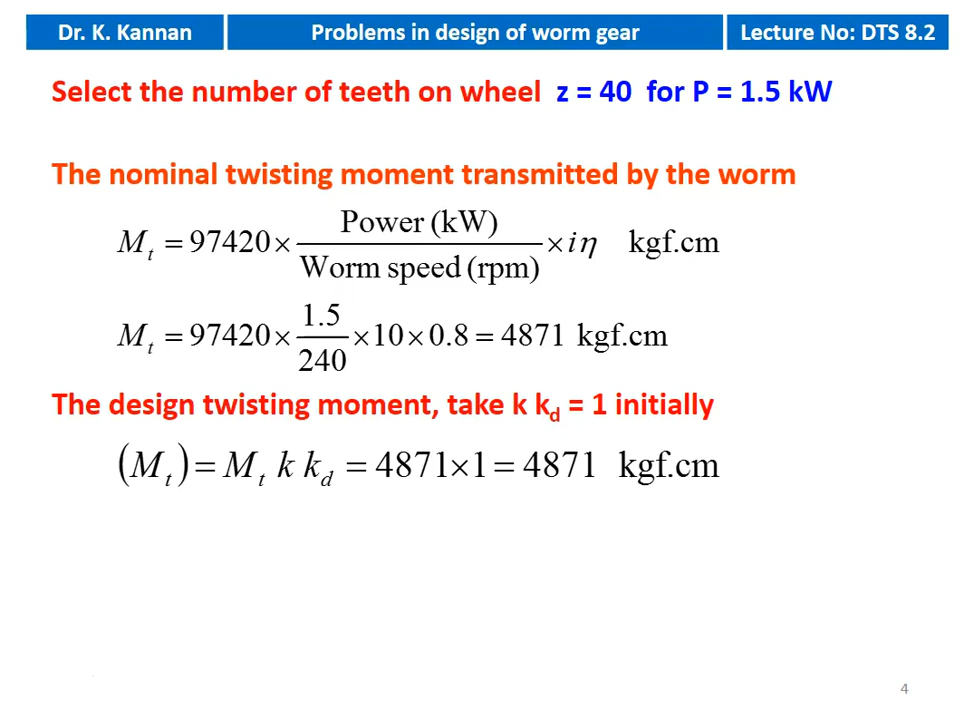 Dr. K. Kannan
Problems in design of worm gear
Lecture No: DTS 8.2
Select the number of teeth on wheel z = 40 for P = 1.5 kW
The nominal twisting moment transmitted by the worm
M_t = 97420 × Power (kW) / Worm speed (rpm) × iη kgf.cm
M_t = 97420 × 1.5 / 240 × 10 × 0.8 = 4871 kgf.cm
The design twisting moment, take k k_d = 1 initially
(M_t) = M_t k k_d = 4871 × 1 = 4871 kgf.cm
4